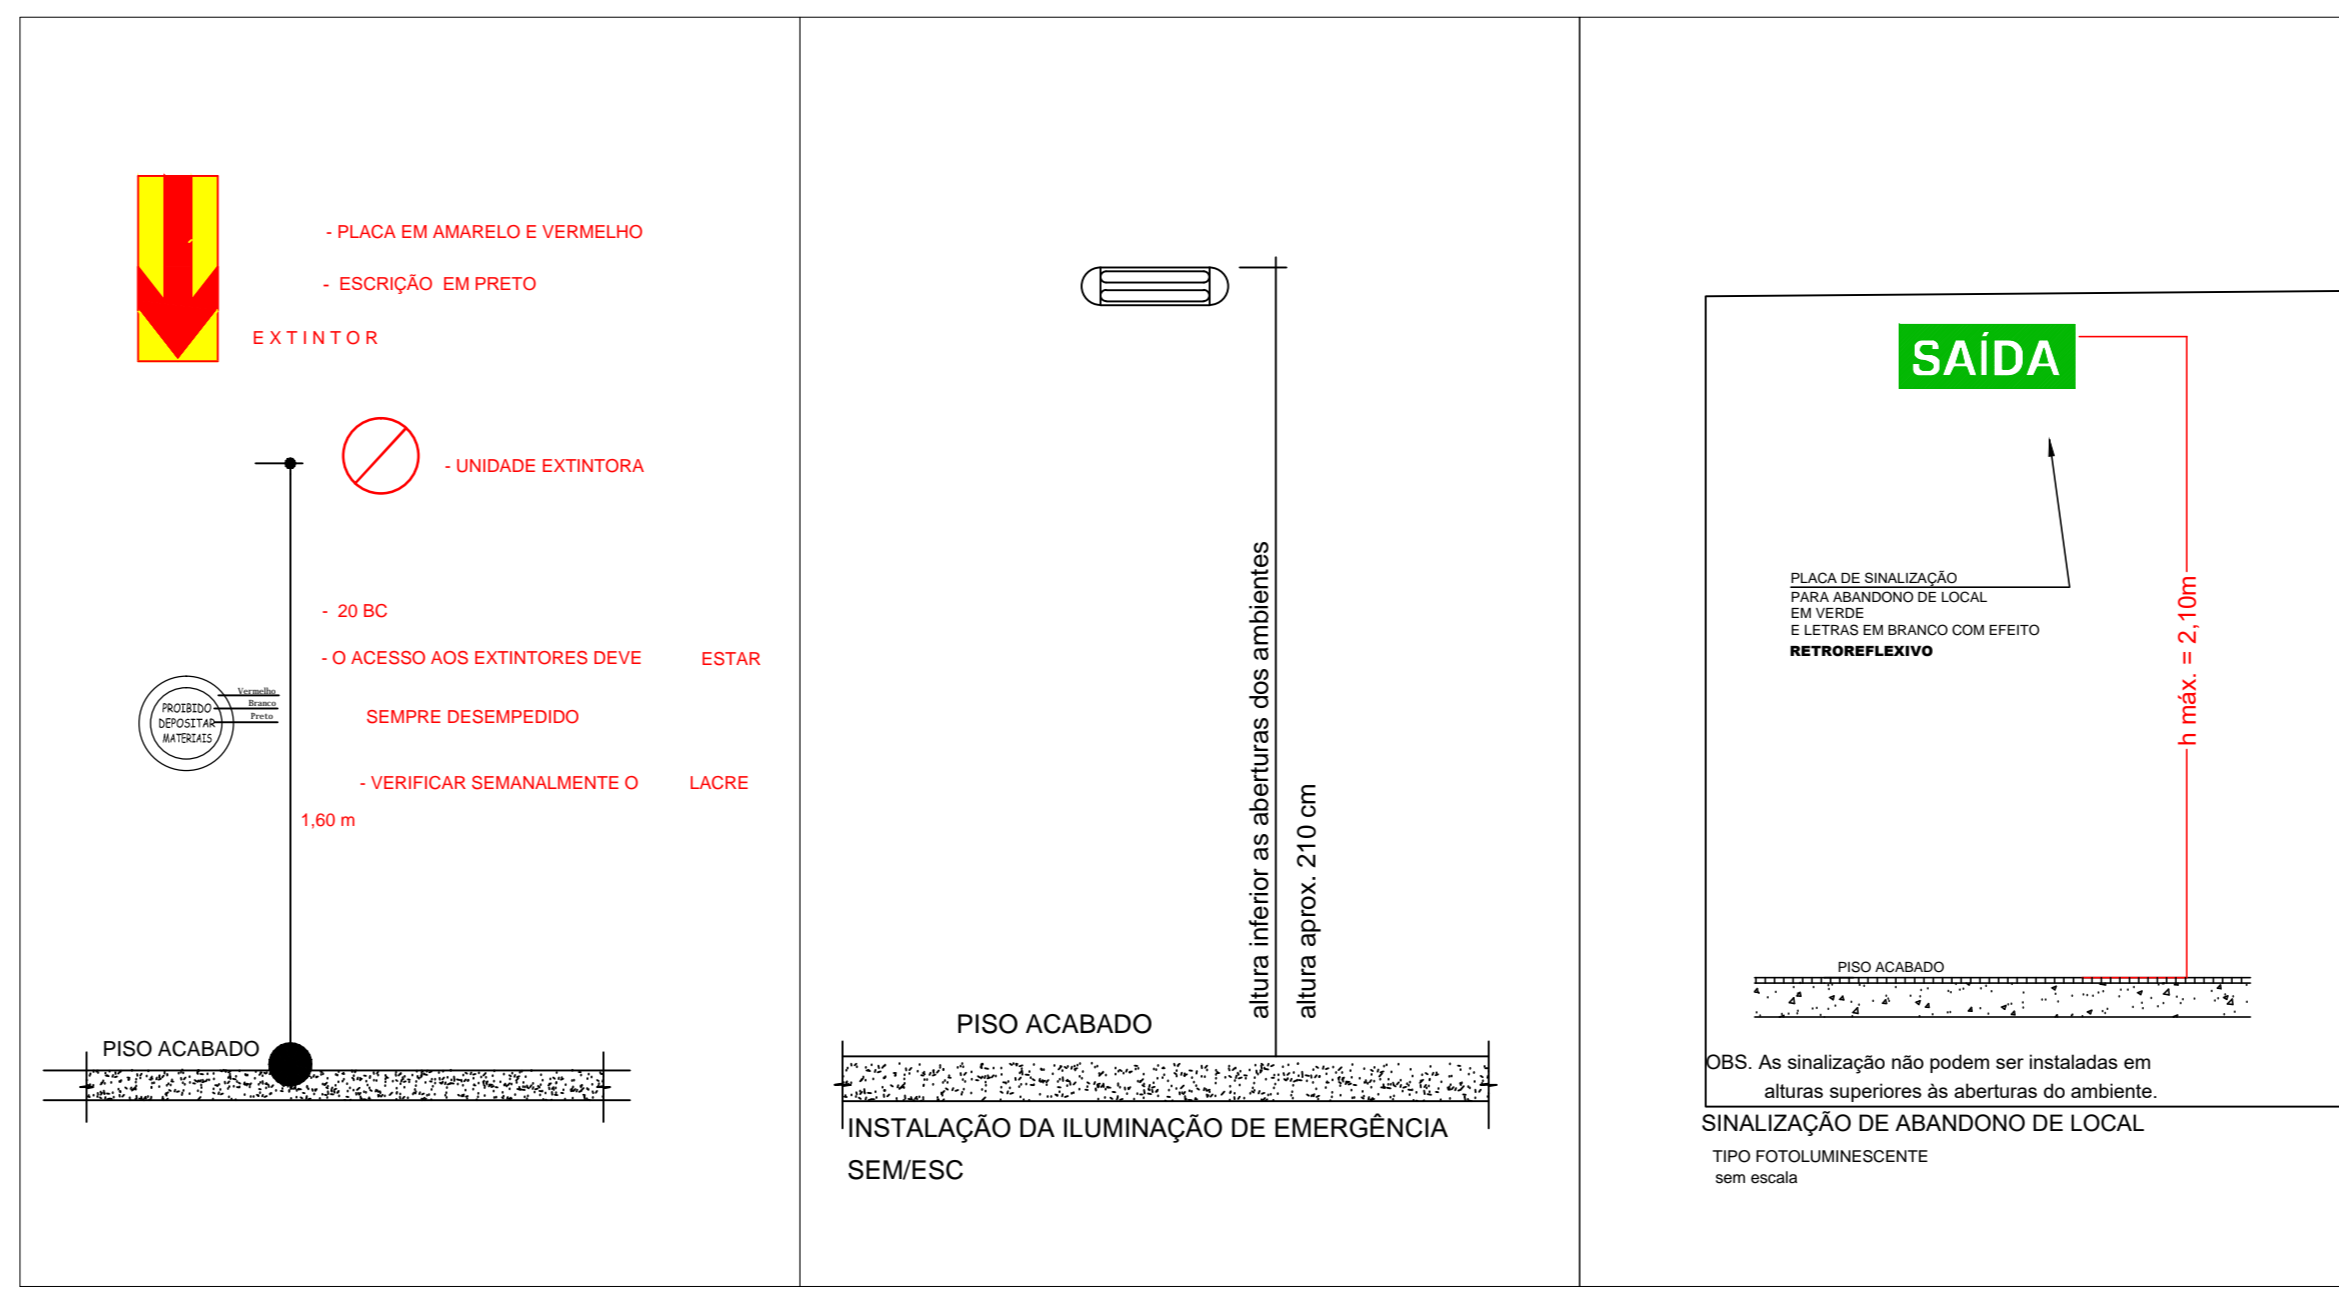 - PLACA EM AMARELO E VERMELHO
- ESCRIÇÃO EM PRETO
E X T I N T O R
- UNIDADE EXTINTORA
- 20 BC
- O ACESSO AOS EXTINTORES DEVE ESTAR
SEMPRE DESEMPEDIDO
- VERIFICAR SEMANALMENTE O LACRE
1,60 m
Vermelho
Branco
Preto
PROIBIDO
DEPOSITAR
MATERIAIS
PISO ACABADO
altura inferior as aberturas dos ambientes
altura aprox. 210 cm
PISO ACABADO
INSTALAÇÃO DA ILUMINAÇÃO DE EMERGÊNCIA
SEM/ESC
SAÍDA
PLACA DE SINALIZAÇÃO
PARA ABANDONO DE LOCAL
EM VERDE
E LETRAS EM BRANCO COM EFEITO
RETROREFLEXIVO
h máx. = 2,10m
PISO ACABADO
OBS. As sinalização não podem ser instaladas em
alturas superiores às aberturas do ambiente.
SINALIZAÇÃO DE ABANDONO DE LOCAL
TIPO FOTOLUMINESCENTE
sem escala